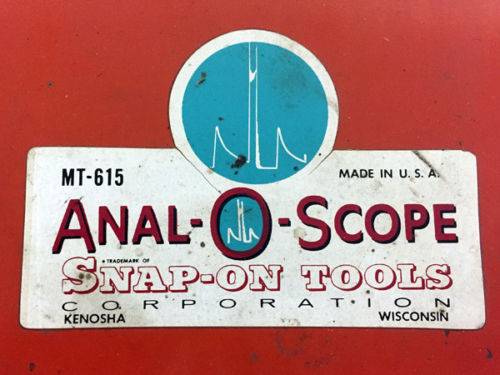 MT-615
MADE IN U. S. A.
ANAL-O-SCOPE
*TRADEMARK OF
SNAP-ON TOOLS
CORPORATION
KENOSHA
WISCONSIN